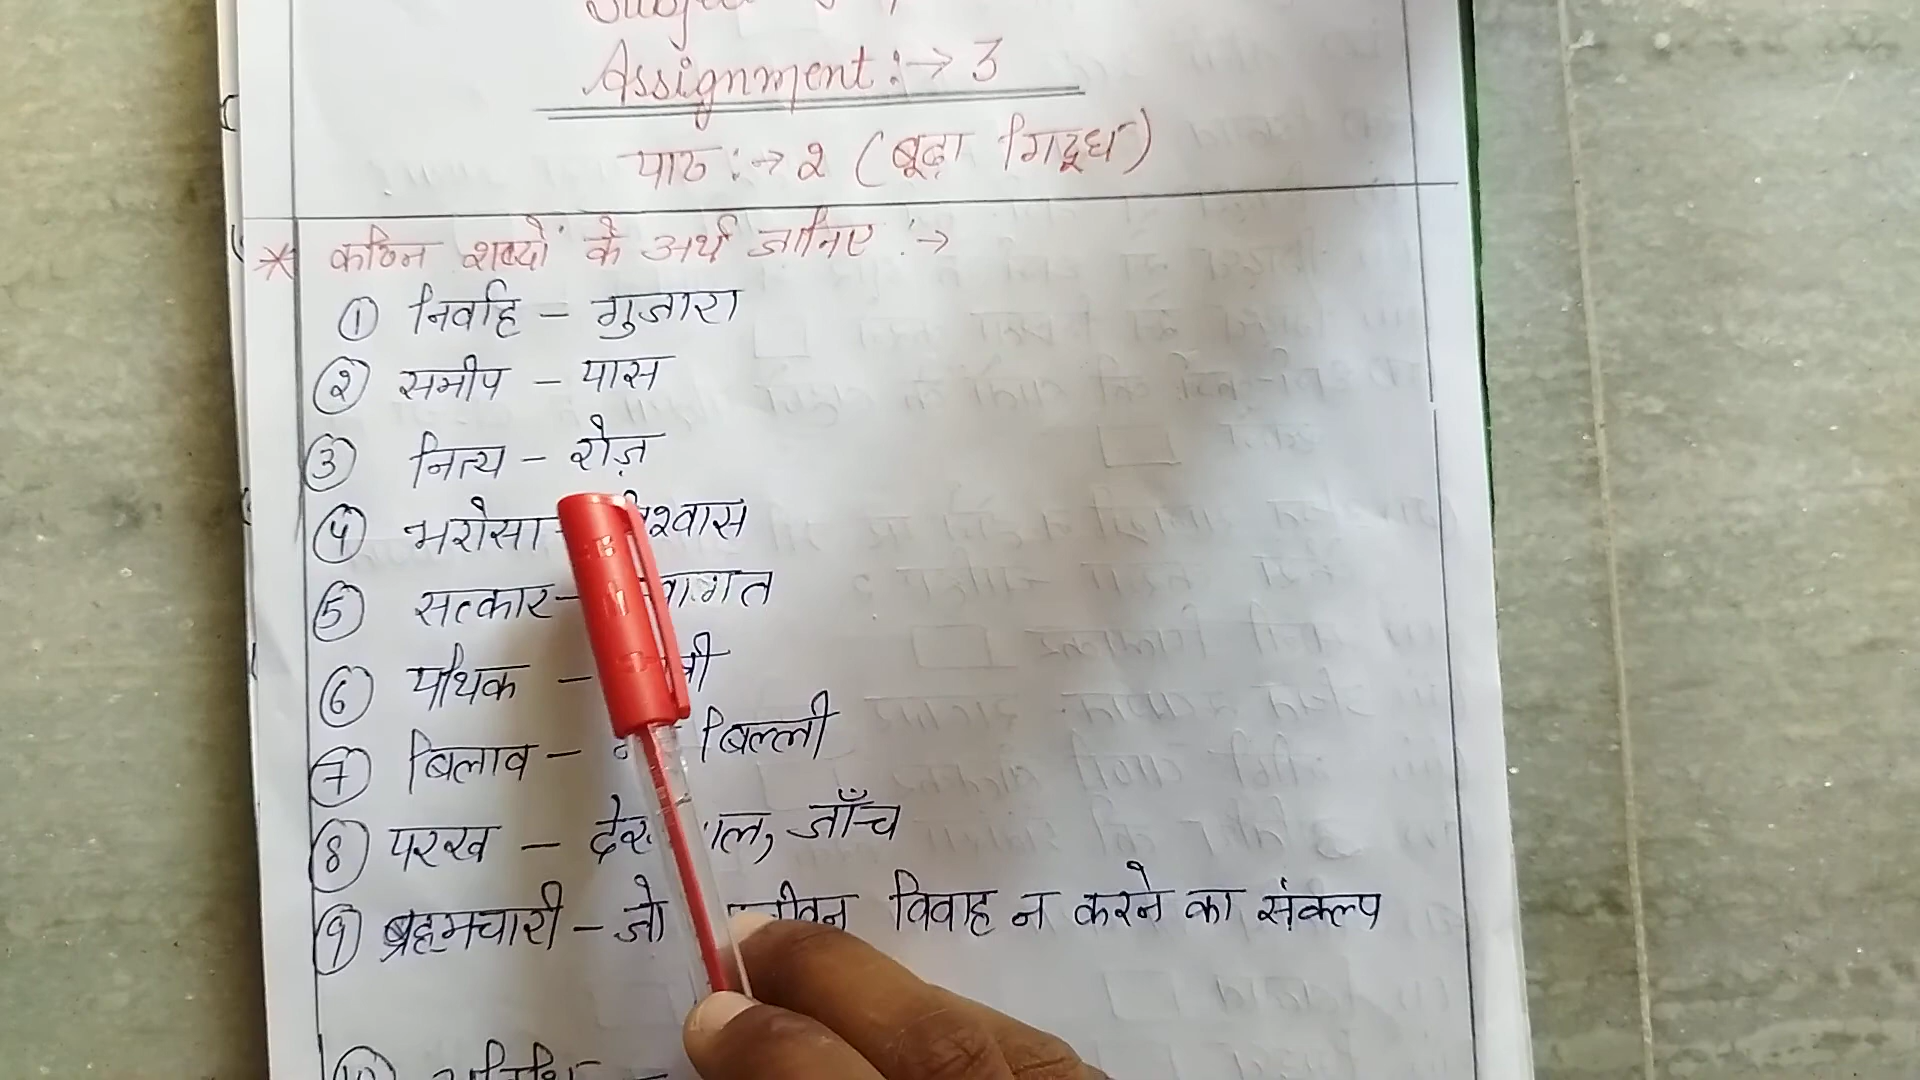 Assignment :→ 3
पाठ :→ २ (बूढ़ा गिद्ध)
* कठिन शब्दों के अर्थ जानिए :→
① निर्वाह – गुजारा
② समीप – पास
③ नित्य – रोज़
④ भरोसा –
⑤ सत्कार –
⑥ पथिक –
⑦ बिलाव – बिल्ली
⑧ परख – जाँच
⑨ ब्रह्मचारी – जो विवाह न करने का संकल्प